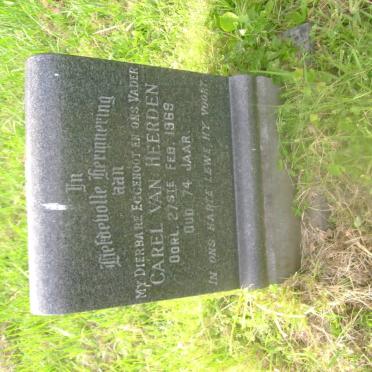 In
Liefdevolle Herinnering
aan
MY DIERBARE EGGENOOT EN ONS VADER
CAREL VAN HEERDEN
OORL. 27STE FEB. 1969
OUD 74 JAAR.
IN ONS HARTE LEWE HY VOORT